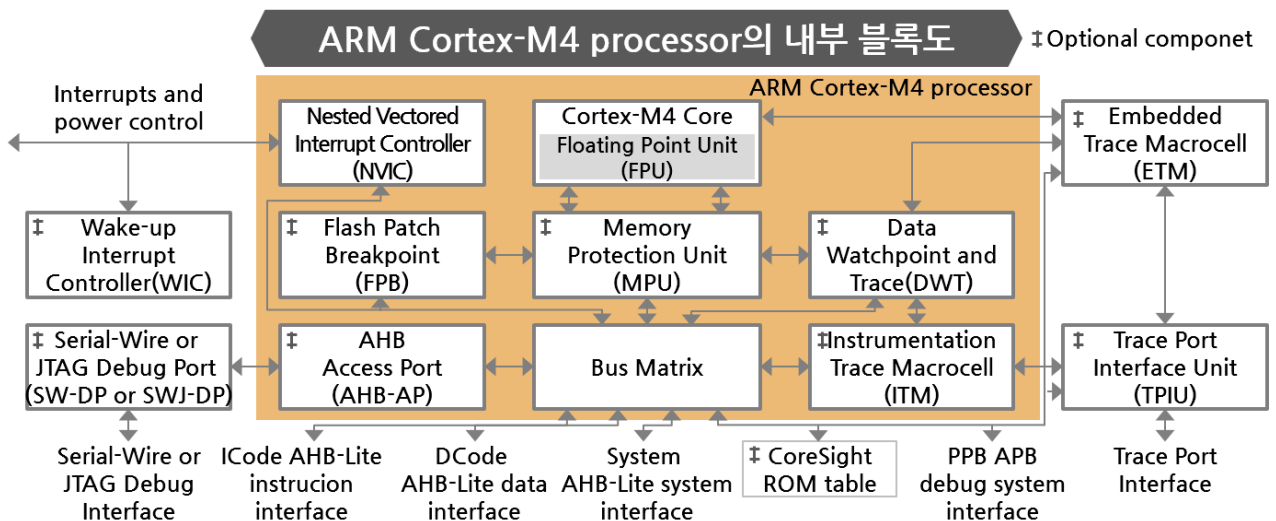 ARM Cortex-M4 processor의 내부 블록도
‡Optional componet
ARM Cortex-M4 processor
Interrupts and
power control
Nested Vectored
Interrupt Controller
(NVIC)
Cortex-M4 Core
Floating Point Unit
(FPU)
‡ Embedded
Trace Macrocell
(ETM)
‡ Wake-up
Interrupt
Controller(WIC)
‡ Flash Patch
Breakpoint
(FPB)
‡ Memory
Protection Unit
(MPU)
‡ Data
Watchpoint and
Trace(DWT)
‡ Serial-Wire or
JTAG Debug Port
(SW-DP or SWJ-DP)
‡ AHB
Access Port
(AHB-AP)
Bus Matrix
‡Instrumentation
Trace Macrocell
(ITM)
‡ Trace Port
Interface Unit
(TPIU)
Serial-Wire or
JTAG Debug
Interface
ICode AHB-Lite
instrucion
interface
DCode
AHB-Lite data
interface
System
AHB-Lite system
interface
‡ CoreSight
ROM table
PPB APB
debug system
interface
Trace Port
Interface